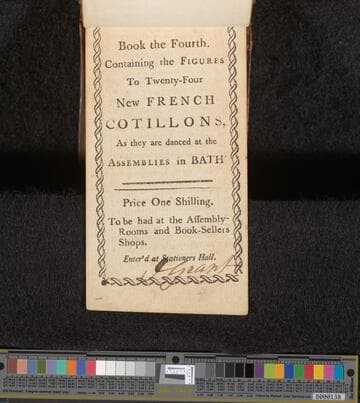 Book the Fourth.
Containing the FIGURES
To Twenty-Four
New FRENCH
COTILLONS,
As they are danced at the
ASSEMBLIES in BATH
Price One Shilling.
To be had at the Assembly-
Rooms and Book-Sellers
Shops.
Enter'd at Stationers Hall.
Grant
D000138